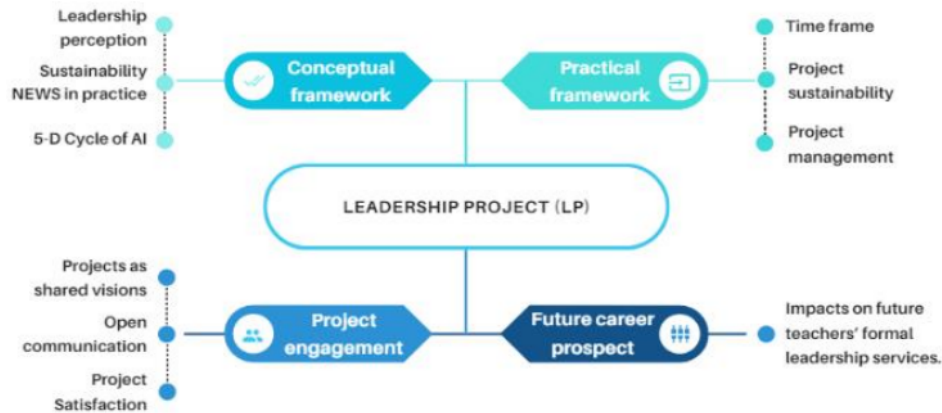 Leadership
perception
Sustainability
NEWS in practice
5-D Cycle of AI
Conceptual
framework
Practical
framework
Time frame
Project
sustainability
Project
management
LEADERSHIP PROJECT (LP)
Projects as
shared visions
Open
communication
Project
Satisfaction
Project
engagement
Future career
prospect
Impacts on future
teachers' formal
leadership services.